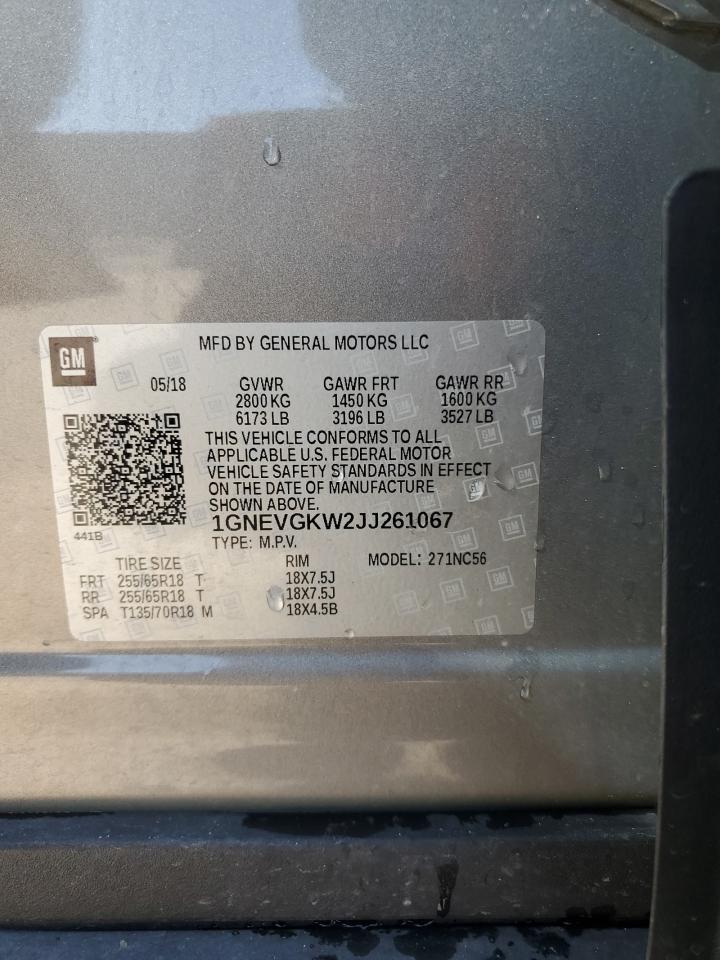 GM
MFD BY GENERAL MOTORS LLC
05/18 GVWR GAWR FRT GAWR RR
2800 KG 1450 KG 1600 KG
6173 LB 3196 LB 3527 LB
THIS VEHICLE CONFORMS TO ALL
APPLICABLE U.S. FEDERAL MOTOR
VEHICLE SAFETY STANDARDS IN EFFECT
ON THE DATE OF MANUFACTURE
SHOWN ABOVE.
1GNEVGKW2JJ261067
441B
TYPE: M.P.V. MODEL: 271NC56
TIRE SIZE RIM
FRT 255/65R18 T 18X7.5J
RR 255/65R18 T 18X7.5J
SPA T135/70R18 M 18X4.5B